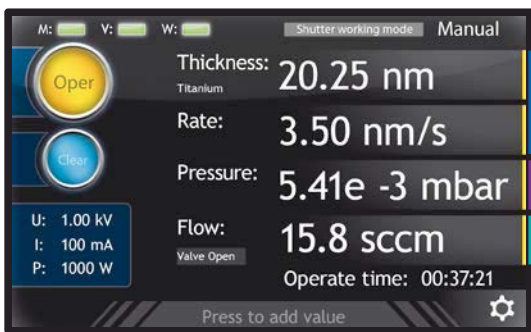 M: V: W: Shutter working mode Manual
Oper
Thickness: 20.25 nm
Titanium
Rate: 3.50 nm/s
Clear
Pressure: 5.41e -3 mbar
U: 1.00 kV
I: 100 mA
P: 1000 W
Flow: 15.8 sccm
Valve Open
Operate time: 00:37:21
Press to add value